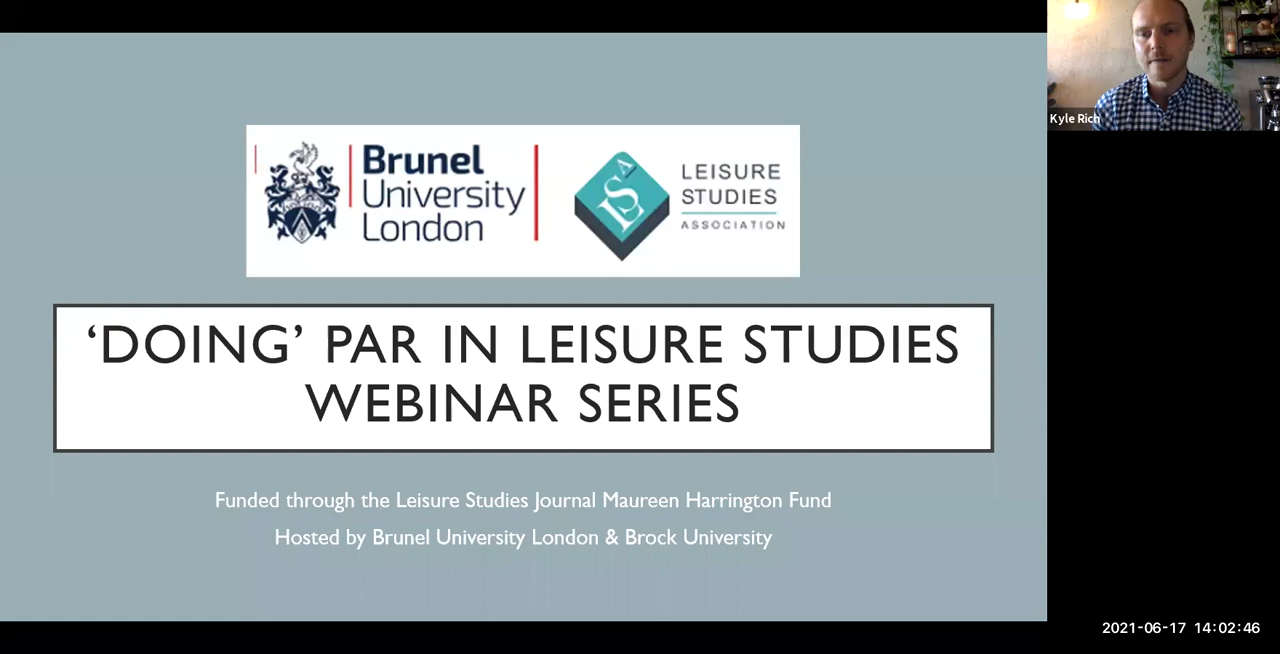 Brunel
University
London
LSA
LEISURE
STUDIES
ASSOCIATION
‘DOING’ PAR IN LEISURE STUDIES
WEBINAR SERIES
Funded through the Leisure Studies Journal Maureen Harrington Fund
Hosted by Brunel University London & Brock University
Kyle Rich
2021-06-17 14:02:46